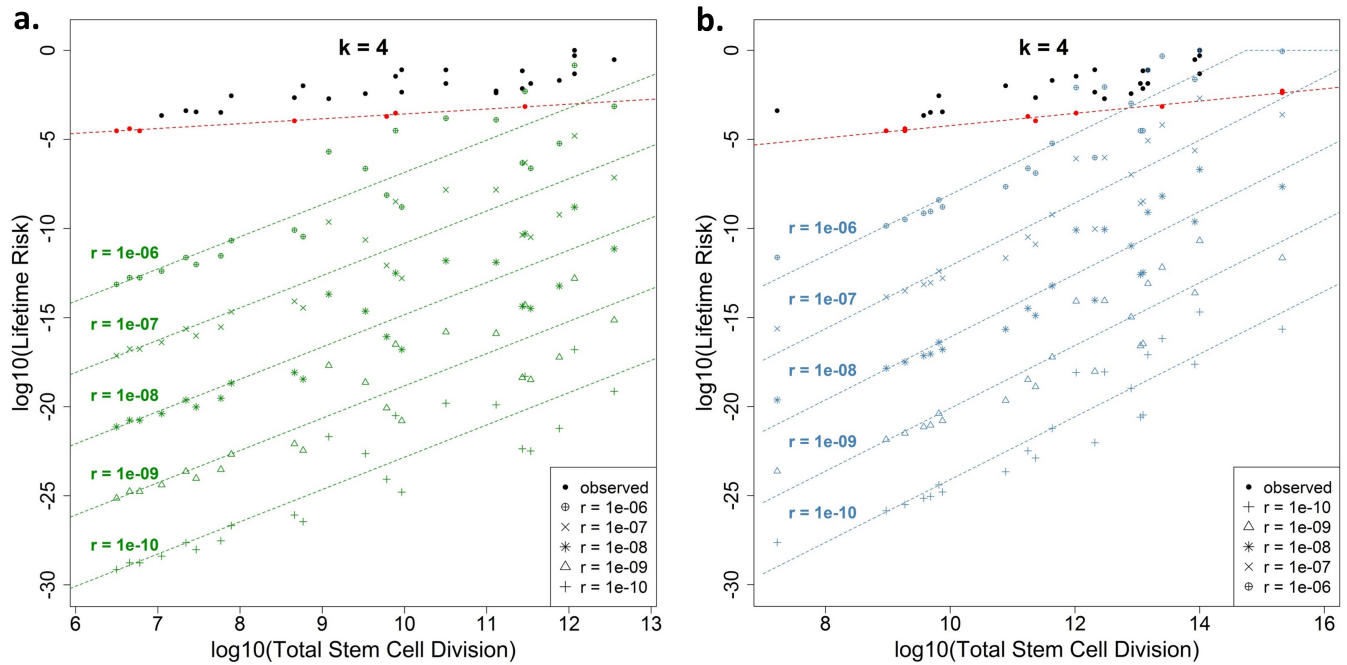 a.
k = 4
log10(Lifetime Risk)
0
-5
-10
-15
-20
-25
-30
r = 1e-06
r = 1e-07
r = 1e-08
r = 1e-09
r = 1e-10
observed
r = 1e-06
r = 1e-07
r = 1e-08
r = 1e-09
r = 1e-10
6 7 8 9 10 11 12 13
log10(Total Stem Cell Division)
b.
k = 4
log10(Lifetime Risk)
0
-5
-10
-15
-20
-25
-30
r = 1e-06
r = 1e-07
r = 1e-08
r = 1e-09
r = 1e-10
observed
r = 1e-10
r = 1e-09
r = 1e-08
r = 1e-07
r = 1e-06
8 10 12 14 16
log10(Total Stem Cell Division)